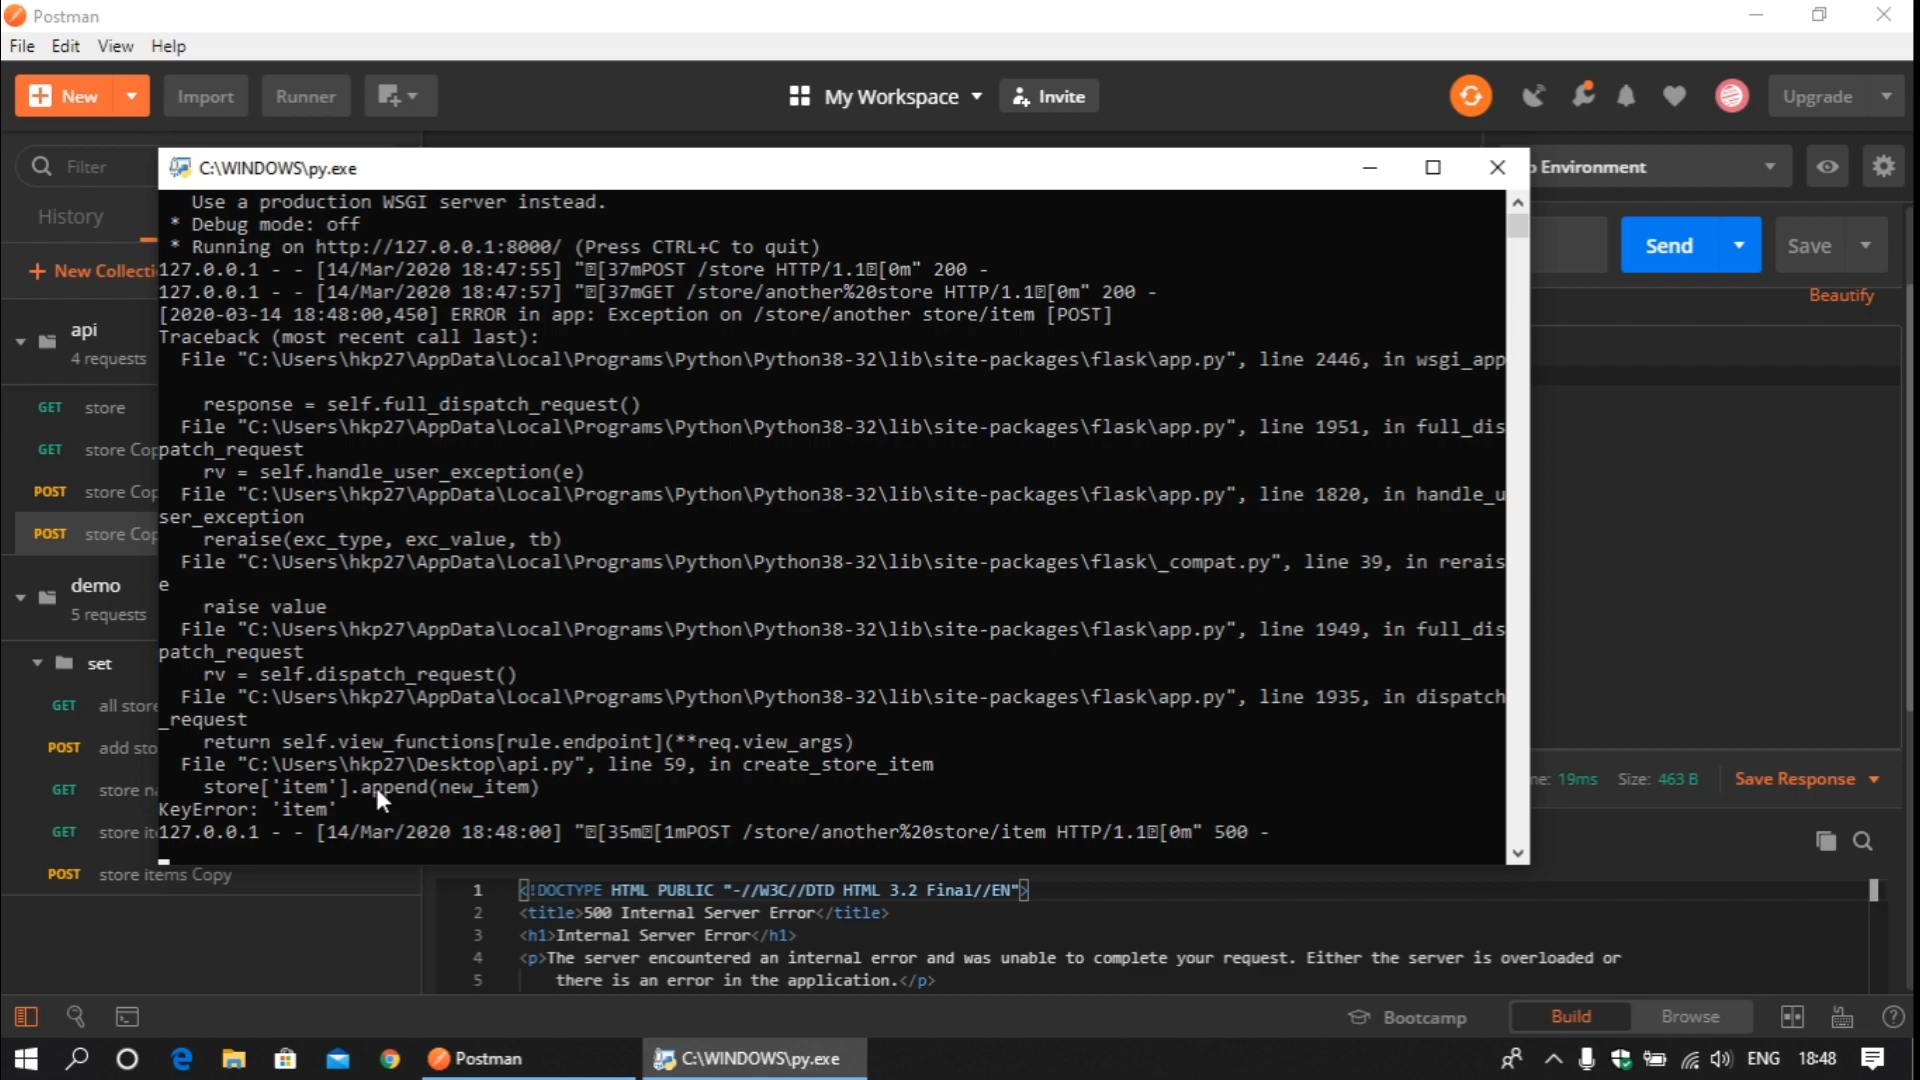 Postman
File Edit View Help
New Import Runner My Workspace Invite Upgrade
Filter
Environment
History
Send Save
New Collecti
Beautify
api
4 requests
GET store
GET store Cop
POST store Cop
POST store Cop
demo
5 requests
set
GET all store
POST add sto
GET store na
GET store it
POST store items Copy
C:\WINDOWS\py.exe
Use a production WSGI server instead.
* Debug mode: off
* Running on http://127.0.0.1:8000/ (Press CTRL+C to quit)
127.0.0.1 - - [14/Mar/2020 18:47:55] "[37mPOST /store HTTP/1.1[0m" 200 -
127.0.0.1 - - [14/Mar/2020 18:47:57] "[37mGET /store/another%20store HTTP/1.1[0m" 200 -
[2020-03-14 18:48:00,450] ERROR in app: Exception on /store/another store/item [POST]
Traceback (most recent call last):
File "C:\Users\hkp27\AppData\Local\Programs\Python\Python38-32\lib\site-packages\flask\app.py", line 2446, in wsgi_app
response = self.full_dispatch_request()
File "C:\Users\hkp27\AppData\Local\Programs\Python\Python38-32\lib\site-packages\flask\app.py", line 1951, in full_dis
patch_request
rv = self.handle_user_exception(e)
File "C:\Users\hkp27\AppData\Local\Programs\Python\Python38-32\lib\site-packages\flask\app.py", line 1820, in handle_u
ser_exception
reraise(exc_type, exc_value, tb)
File "C:\Users\hkp27\AppData\Local\Programs\Python\Python38-32\lib\site-packages\flask\_compat.py", line 39, in rerais
e
raise value
File "C:\Users\hkp27\AppData\Local\Programs\Python\Python38-32\lib\site-packages\flask\app.py", line 1949, in full_dis
patch_request
rv = self.dispatch_request()
File "C:\Users\hkp27\AppData\Local\Programs\Python\Python38-32\lib\site-packages\flask\app.py", line 1935, in dispatch
_request
return self.view_functions[rule.endpoint](**req.view_args)
File "C:\Users\hkp27\Desktop\api.py", line 59, in create_store_item
store['item'].append(new_item)
KeyError: 'item'
127.0.0.1 - - [14/Mar/2020 18:48:00] "[35m[1mPOST /store/another%20store/item HTTP/1.1[0m" 500 -
ne: 19ms Size: 463 B Save Response
1 <!DOCTYPE HTML PUBLIC "-//W3C//DTD HTML 3.2 Final//EN">
2 <title>500 Internal Server Error</title>
3 <h1>Internal Server Error</h1>
4 <p>The server encountered an internal error and was unable to complete your request. Either the server is overloaded or
5 there is an error in the application.</p>
Bootcamp Build Browse
Postman C:\WINDOWS\py.exe ENG 18:48